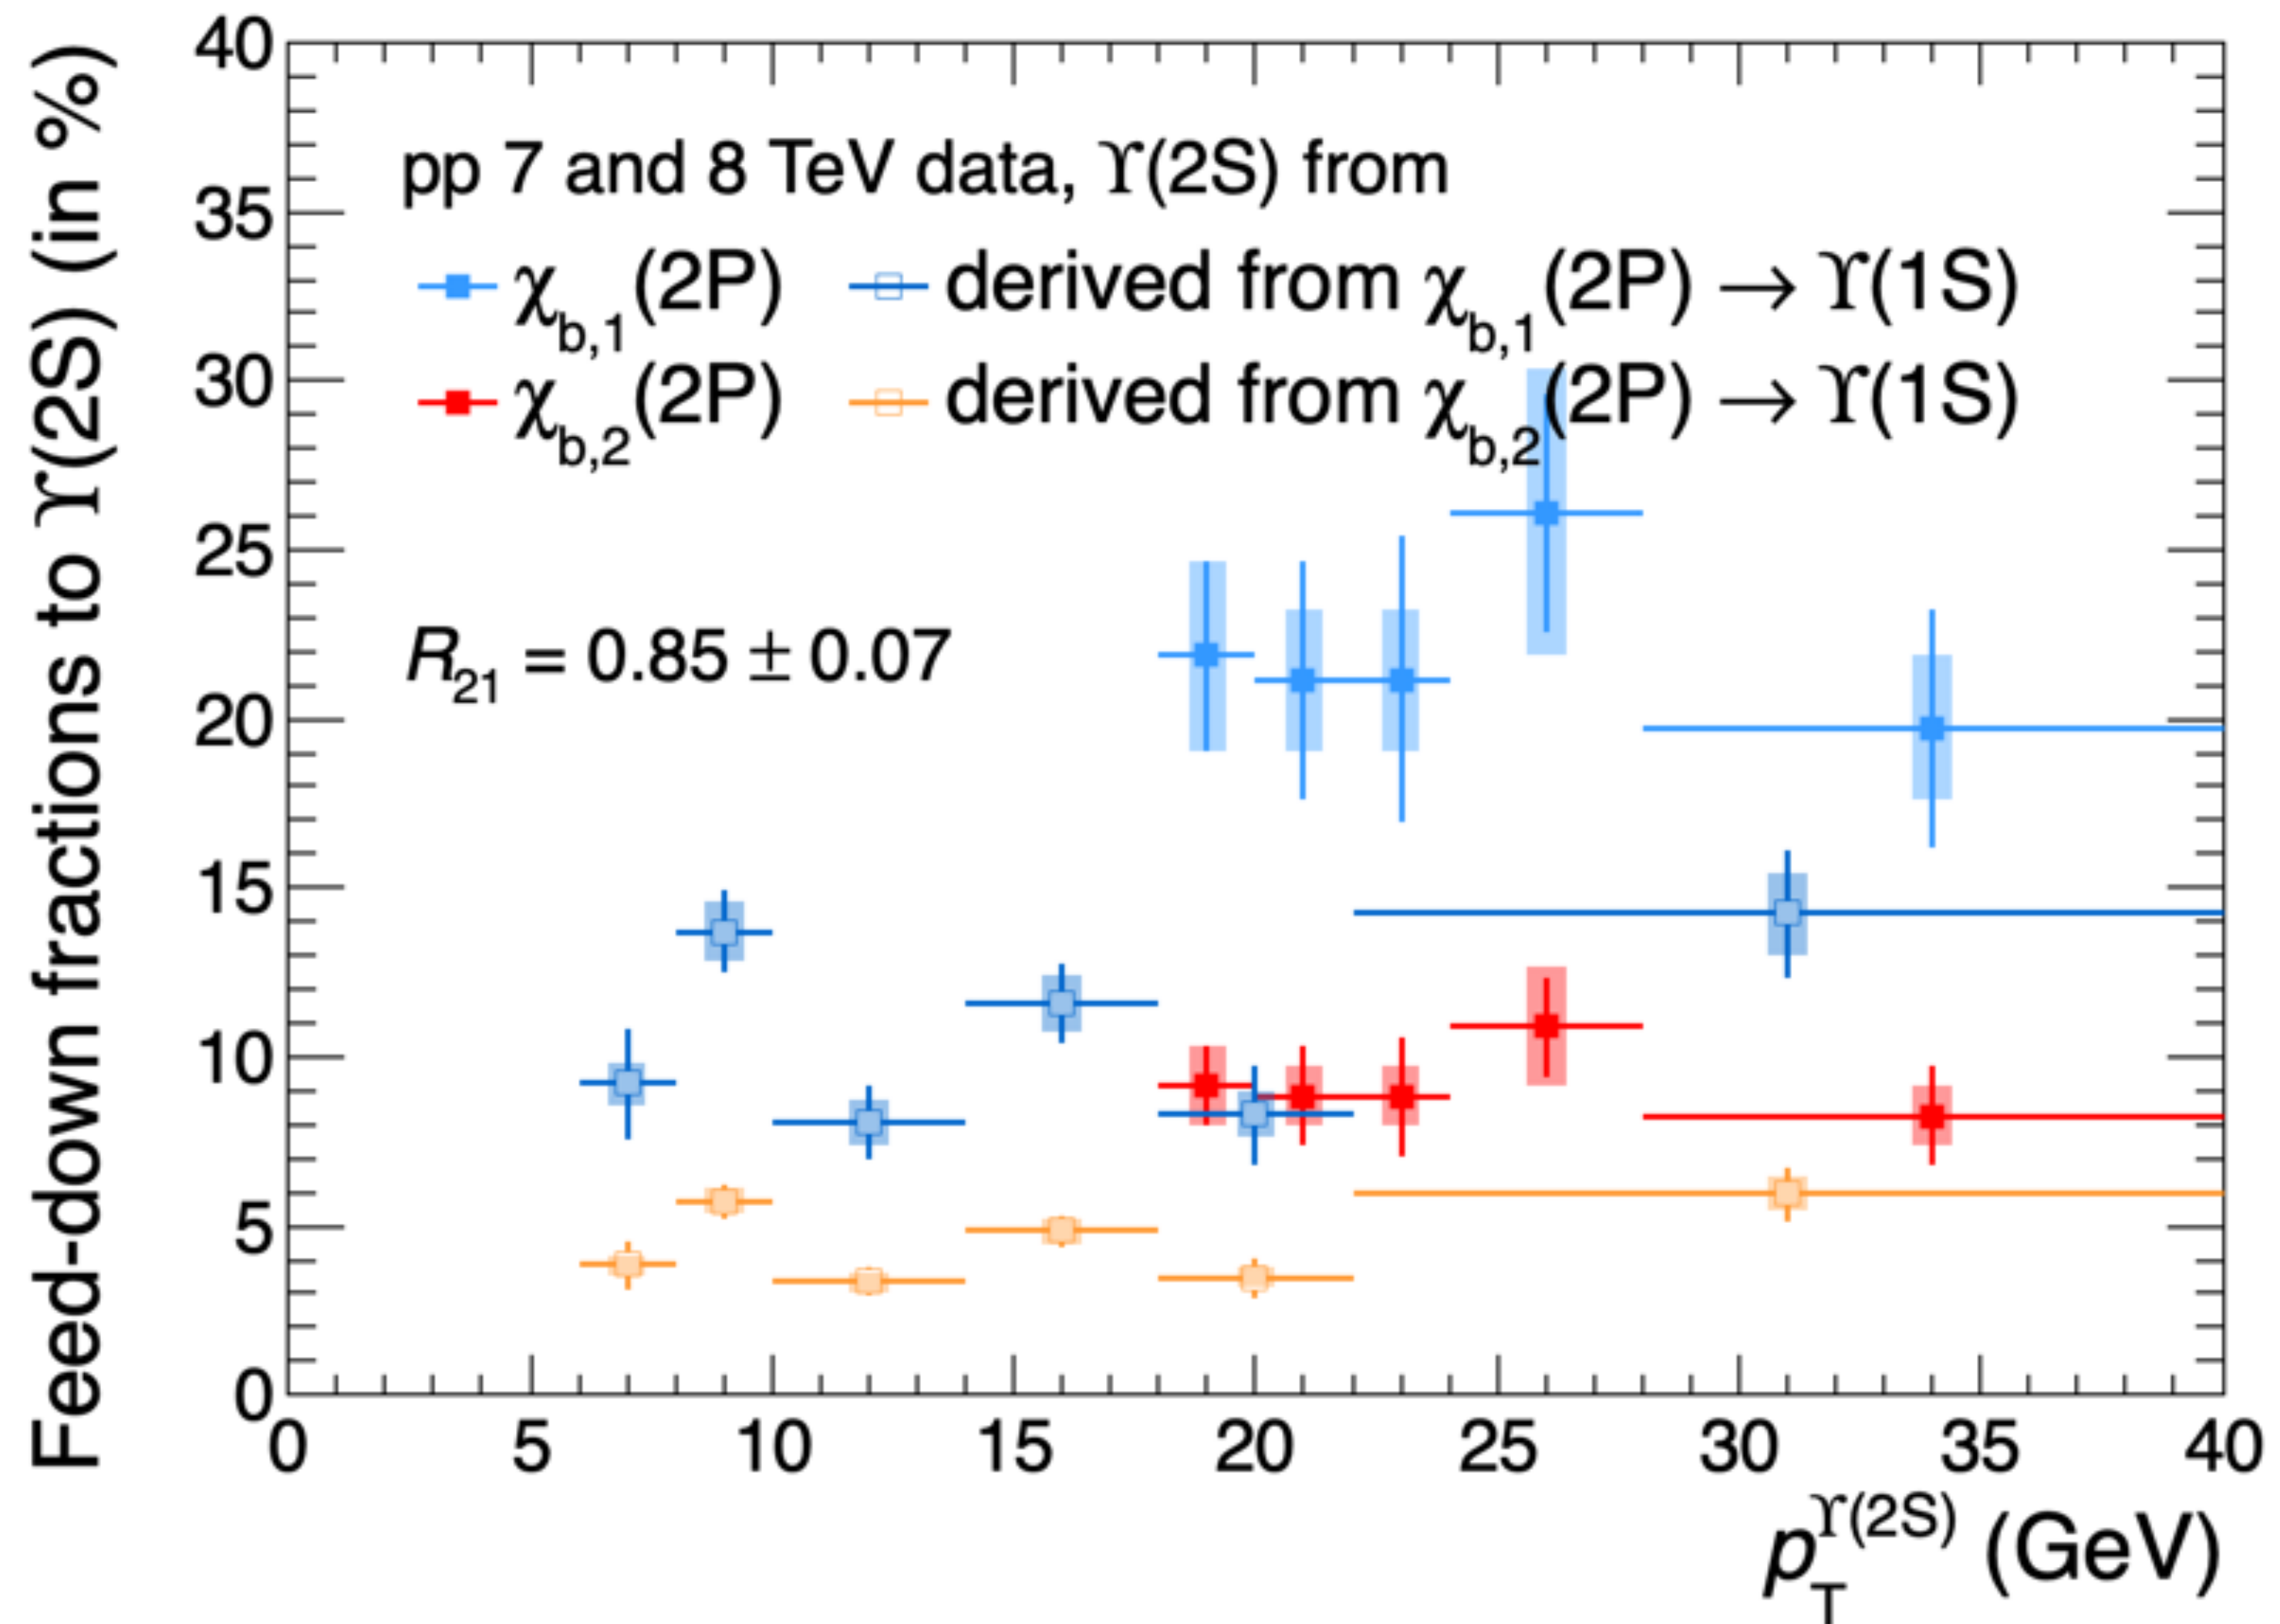 Feed-down fractions to ϒ(2S) (in %)
40
35
30
25
20
15
10
5
0
pp 7 and 8 TeV data, ϒ(2S) from
χb,1(2P) derived from χb,1(2P) → ϒ(1S)
χb,2(2P) derived from χb,2(2P) → ϒ(1S)
R21 = 0.85 ± 0.07
0 5 10 15 20 25 30 35 40
pTϒ(2S) (GeV)